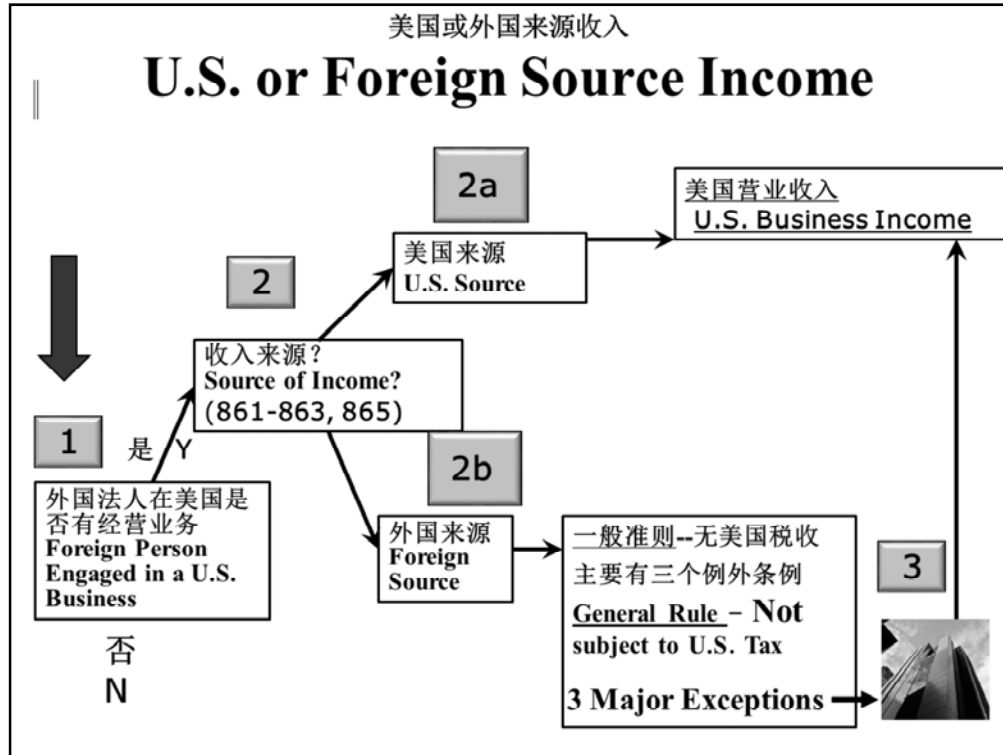 美国或外国来源收入
U.S. or Foreign Source Income
2a
美国营业收入
U.S. Business Income
美国来源
U.S. Source
2
收入来源？
Source of Income?
(861-863, 865)
1
是 Y
2b
外国法人在美国是
否有经营业务
Foreign Person
Engaged in a U.S.
Business
外国来源
Foreign
Source
一般准则--无美国税收
主要有三个例外条例
General Rule – Not
subject to U.S. Tax
3 Major Exceptions
3
否
N